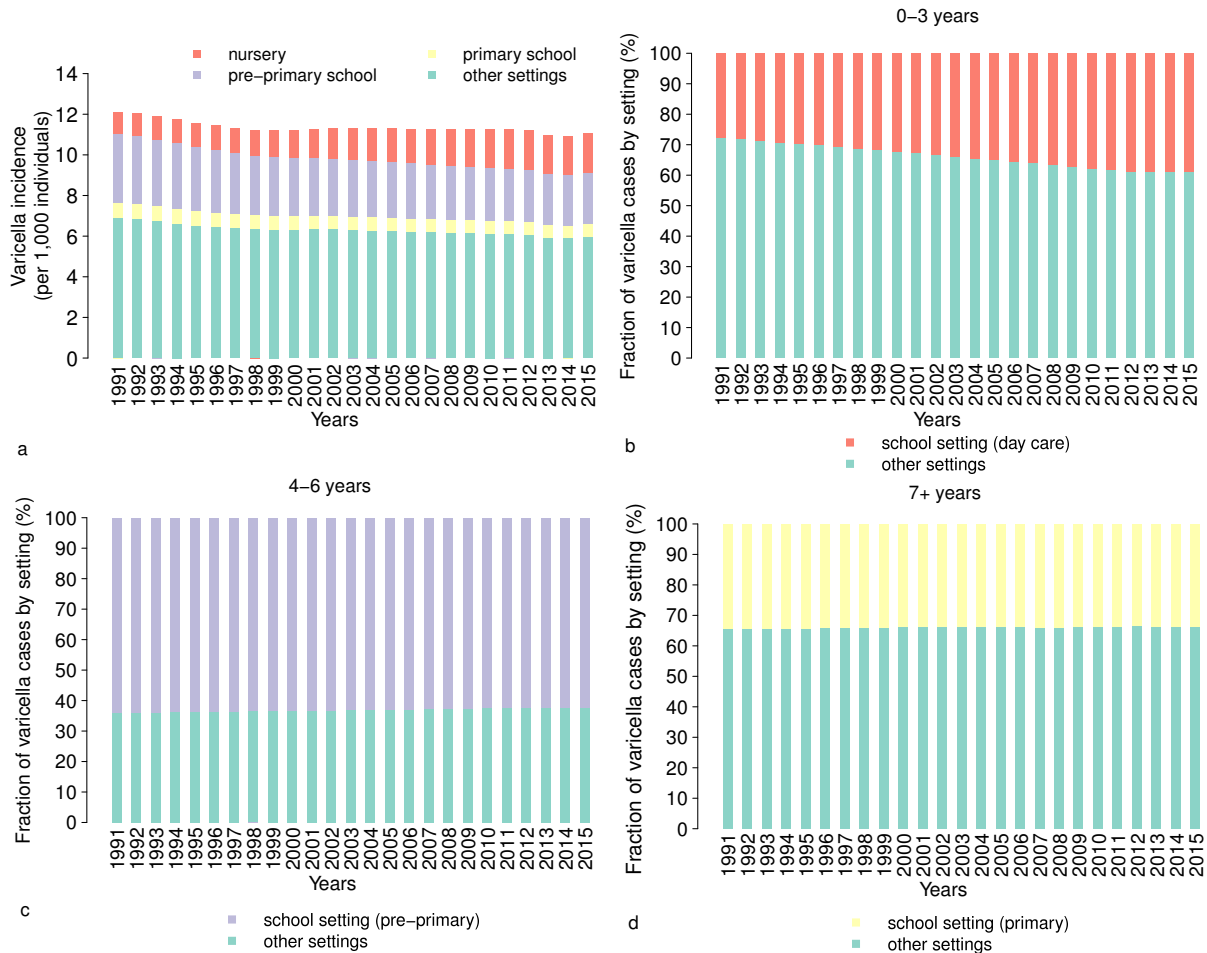 nursery
pre−primary school
primary school
other settings
14
12
10
8
6
4
2
0
Varicella incidence
(per 1,000 individuals)
1991 1992 1993 1994 1995 1996 1997 1998 1999 2000 2001 2002 2003 2004 2005 2006 2007 2008 2009 2010 2011 2012 2013 2014 2015
Years
a
0−3 years
100
90
80
70
60
50
40
30
20
10
0
Fraction of varicella cases by setting (%)
1991 1992 1993 1994 1995 1996 1997 1998 1999 2000 2001 2002 2003 2004 2005 2006 2007 2008 2009 2010 2011 2012 2013 2014 2015
Years
school setting (day care)
other settings
b
4−6 years
100
90
80
70
60
50
40
30
20
10
0
Fraction of varicella cases by setting (%)
1991 1992 1993 1994 1995 1996 1997 1998 1999 2000 2001 2002 2003 2004 2005 2006 2007 2008 2009 2010 2011 2012 2013 2014 2015
Years
school setting (pre−primary)
other settings
c
7+ years
100
90
80
70
60
50
40
30
20
10
0
Fraction of varicella cases by setting (%)
1991 1992 1993 1994 1995 1996 1997 1998 1999 2000 2001 2002 2003 2004 2005 2006 2007 2008 2009 2010 2011 2012 2013 2014 2015
Years
school setting (primary)
other settings
d